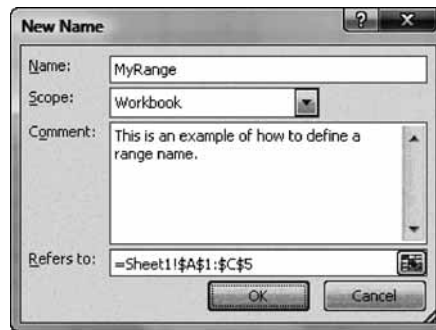 New Name
?
x
Name:
MyRange
Scope:
Workbook
Comment:
This is an example of how to define a
range name.
Refers to:
=Sheet1!$A$1:$C$5
OK
Cancel